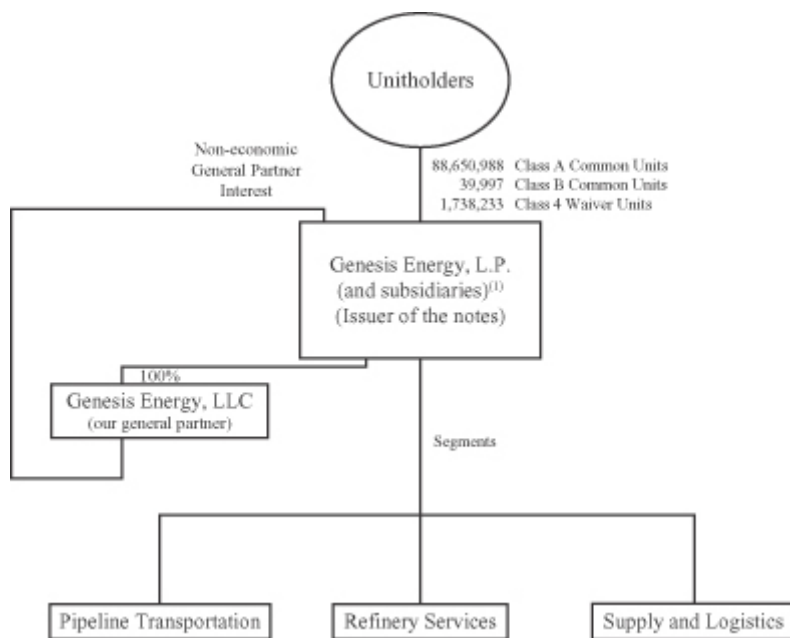 Unitholders
Non-economic
General Partner
Interest
88,650,988 Class A Common Units
39,997 Class B Common Units
1,738,233 Class 4 Waiver Units
Genesis Energy, L.P.
(and subsidiaries)(1)
(Issuer of the notes)
100%
Genesis Energy, LLC
(our general partner)
Segments
Pipeline Transportation
Refinery Services
Supply and Logistics